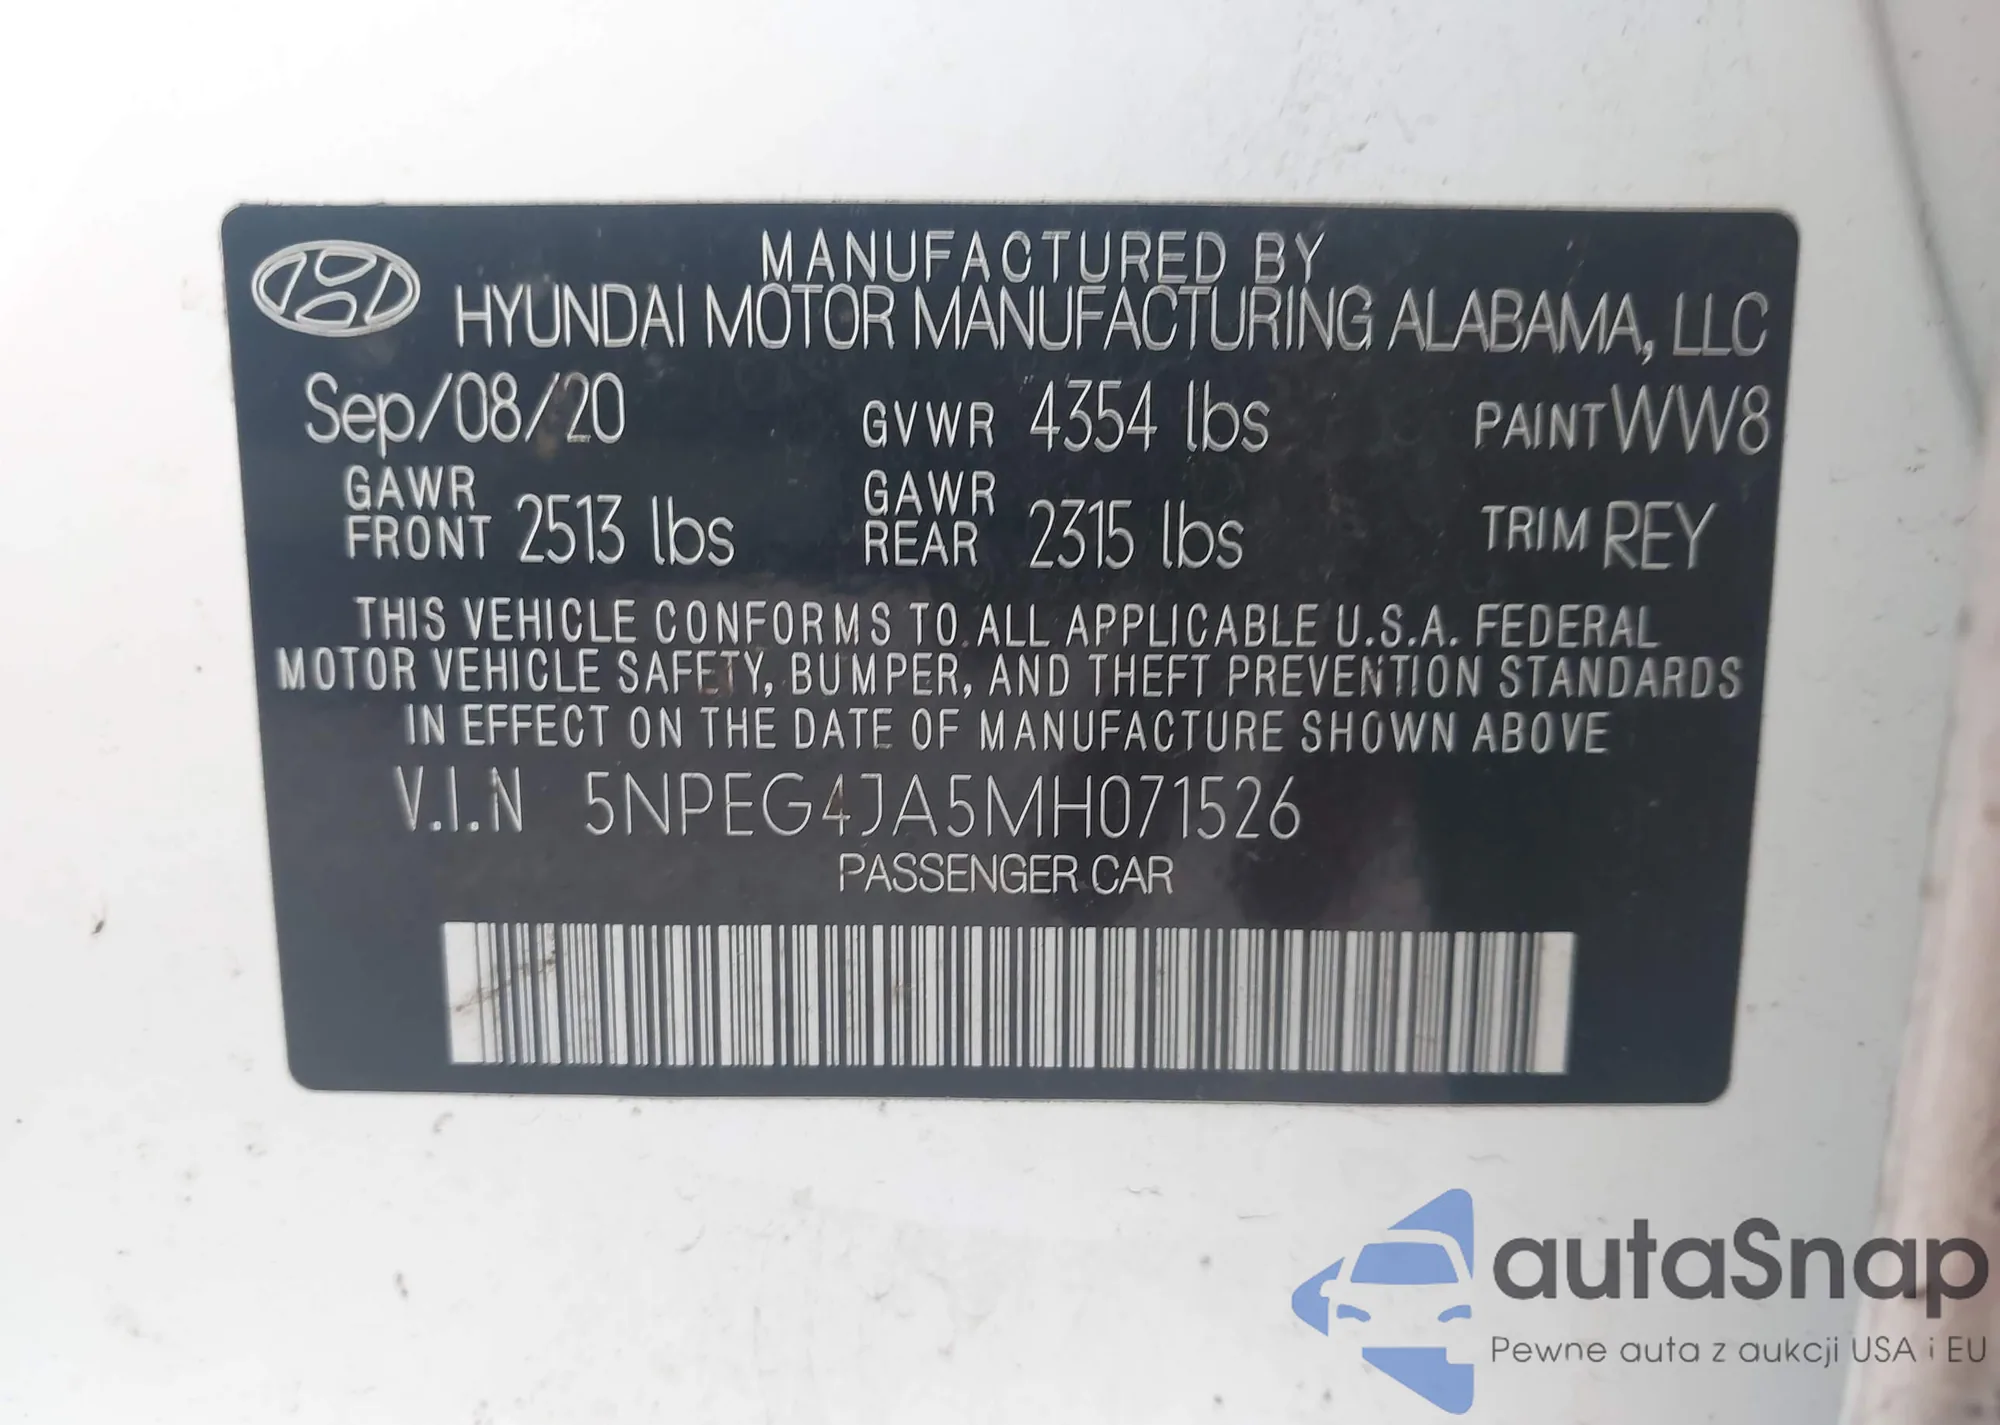 MANUFACTURED BY
HYUNDAI MOTOR MANUFACTURING ALABAMA, LLC
Sep/08/20 GVWR 4354 lbs PAINT WW8
GAWR FRONT 2513 lbs GAWR REAR 2315 lbs TRIM REY
THIS VEHICLE CONFORMS TO ALL APPLICABLE U.S.A. FEDERAL
MOTOR VEHICLE SAFETY, BUMPER, AND THEFT PREVENTION STANDARDS
IN EFFECT ON THE DATE OF MANUFACTURE SHOWN ABOVE
V.I.N 5NPEG4JA5MH071526
PASSENGER CAR
autaSnap
Pewne auta z aukcji USA i EU